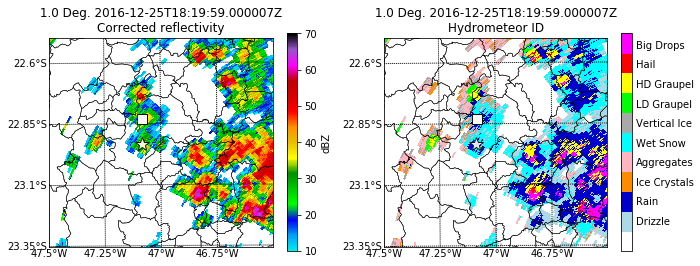 1.0 Deg. 2016-12-25T18:19:59.000007Z
Corrected reflectivity
22.6°S
22.85°S
23.1°S
23.35°S
47.5°W
47.25°W
47°W
46.75°W
70
60
50
40
30
20
10
dBZ
1.0 Deg. 2016-12-25T18:19:59.000007Z
Hydrometeor ID
22.6°S
22.85°S
23.1°S
23.35°S
47.5°W
47.25°W
47°W
46.75°W
Big Drops
Hail
HD Graupel
LD Graupel
Vertical Ice
Wet Snow
Aggregates
Ice Crystals
Rain
Drizzle